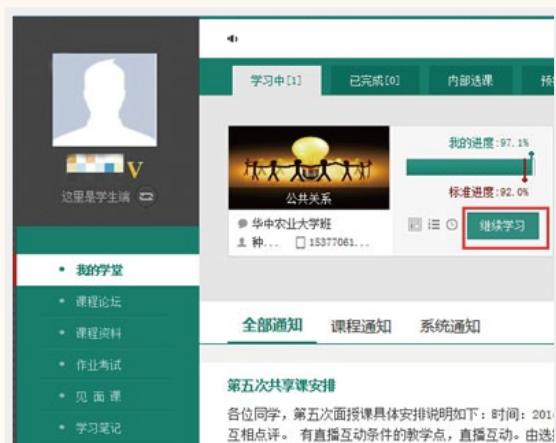 学习中[1] 已完成[0] 内部选课
V
这里是学生端
公共关系
我的进度:97.1%
标准进度:92.0%
华中农业大学班
种... 15377061...
继续学习
我的学堂
课程论坛
课程资料
作业考试
见面课
学习笔记
全部通知 课程通知 系统通知
第五次共享课安排
各位同学，第五次面授课具体安排说明如下：时间：201
互相点评。 有直播互动条件的教学点，直播互动。由选